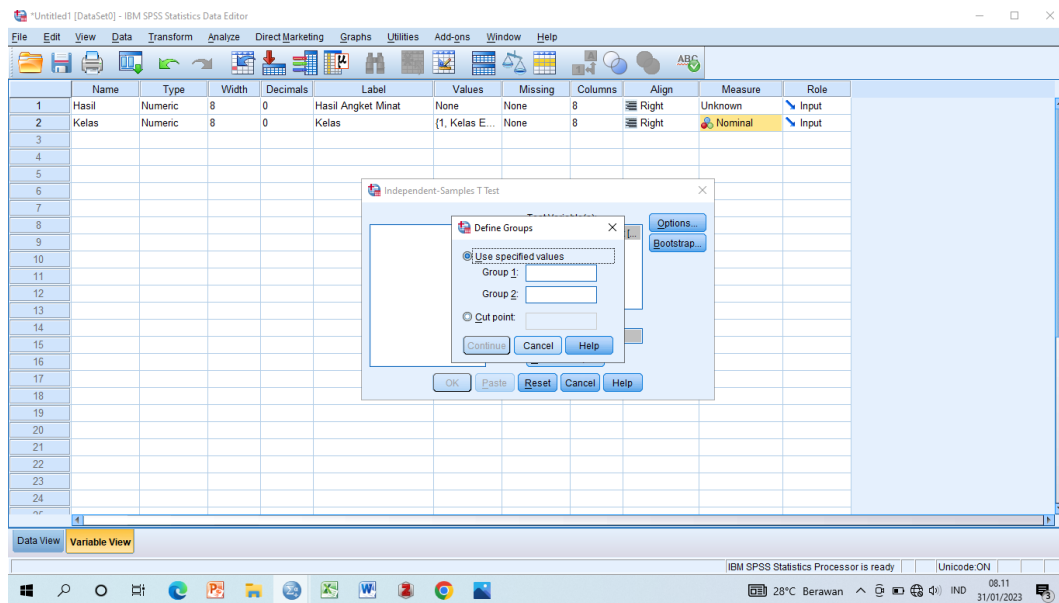 *Untitled1 [DataSet0] - IBM SPSS Statistics Data Editor
File Edit View Data Transform Analyze Direct Marketing Graphs Utilities Add-ons Window Help
Name Type Width Decimals Label Values Missing Columns Align Measure Role
1 Hasil Numeric 8 0 Hasil Angket Minat None None 8 Right Unknown Input
2 Kelas Numeric 8 0 Kelas {1, Kelas E... None 8 Right Nominal Input
3
4
5
6
7
8
9
10
11
12
13
14
15
16
17
18
19
20
21
22
23
24
Independent-Samples T Test
Options...
Bootstrap...
Define Groups
Use specified values
Group 1:
Group 2:
Cut point:
Continue Cancel Help
OK Paste Reset Cancel Help
Data View Variable View
IBM SPSS Statistics Processor is ready Unicode:ON
28°C Berawan IND 08.11
31/01/2023